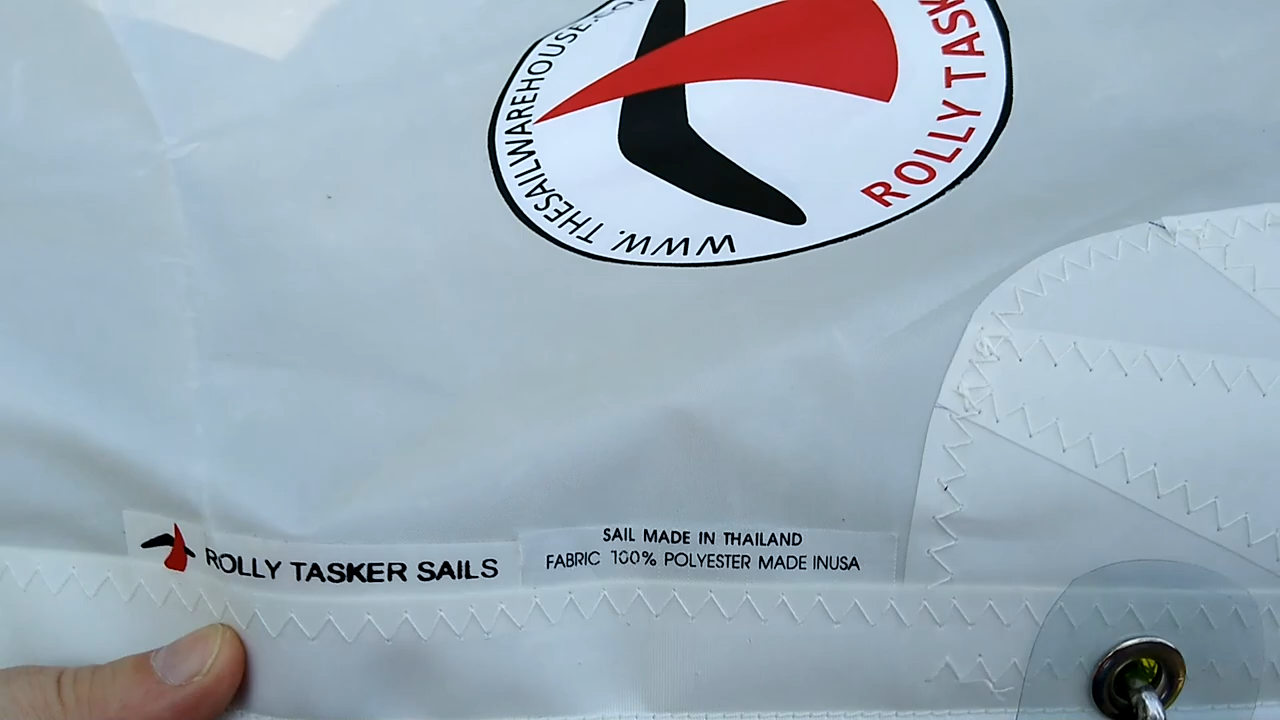 WWW. THESAILWAREHOUSE.CO
ROLLY TASK
ROLLY TASKER SAILS
SAIL MADE IN THAILAND
FABRIC 100% POLYESTER MADE INUSA